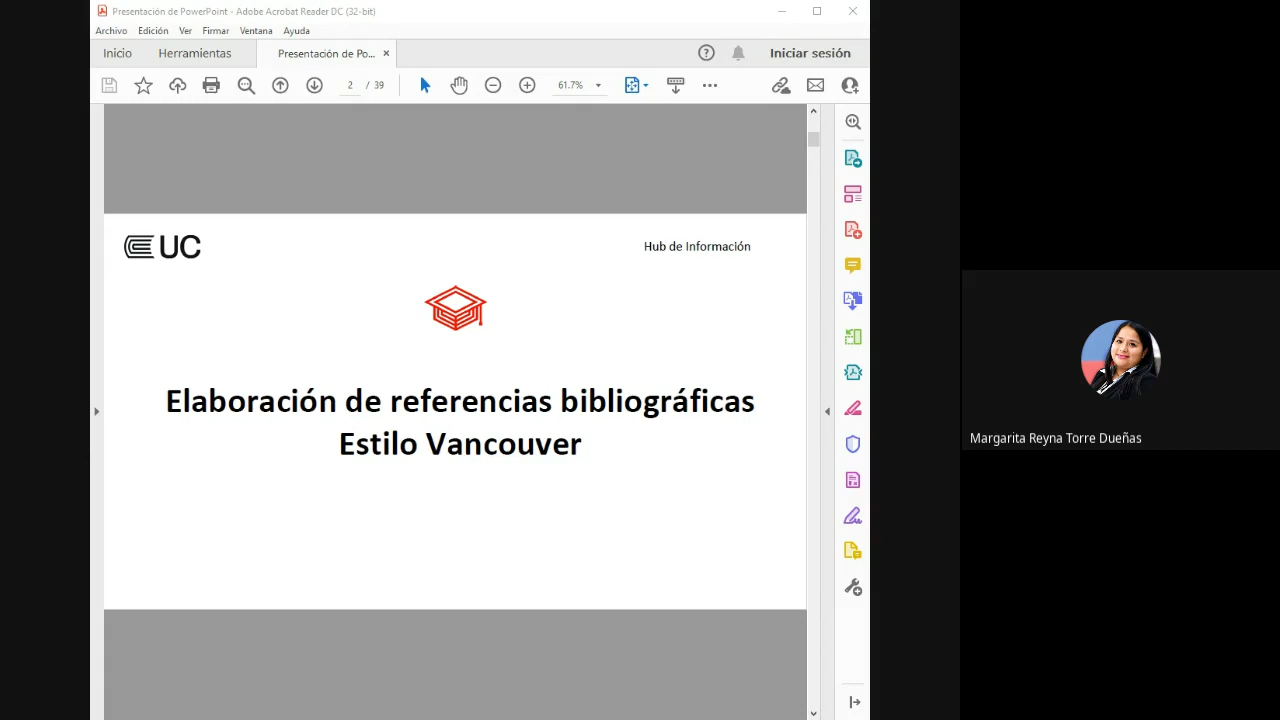 Presentación de PowerPoint - Adobe Acrobat Reader DC (32-bit)
Archivo Edición Ver Firmar Ventana Ayuda
Inicio Herramientas Presentación de Po... × Iniciar sesión
2 / 39 61.7%
UC Hub de Información
Elaboración de referencias bibliográficas
Estilo Vancouver
Margarita Reyna Torre Dueñas